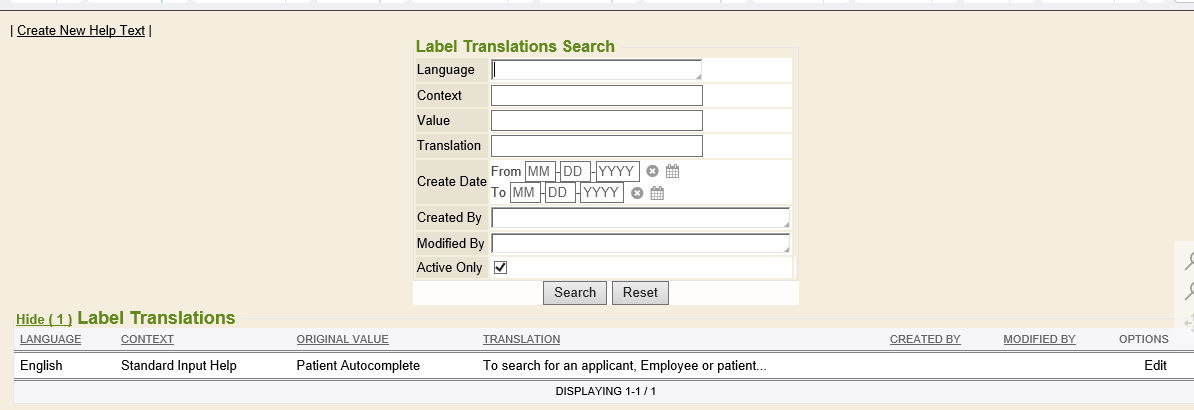 | Create New Help Text |
Label Translations Search
Language
Context
Value
Translation
Create Date From MM-DD-YYYY
To MM-DD-YYYY
Created By
Modified By
Active Only
Search Reset
Hide ( 1 ) Label Translations
LANGUAGE CONTEXT ORIGINAL VALUE TRANSLATION CREATED BY MODIFIED BY OPTIONS
English Standard Input Help Patient Autocomplete To search for an applicant, Employee or patient... Edit
DISPLAYING 1-1 / 1